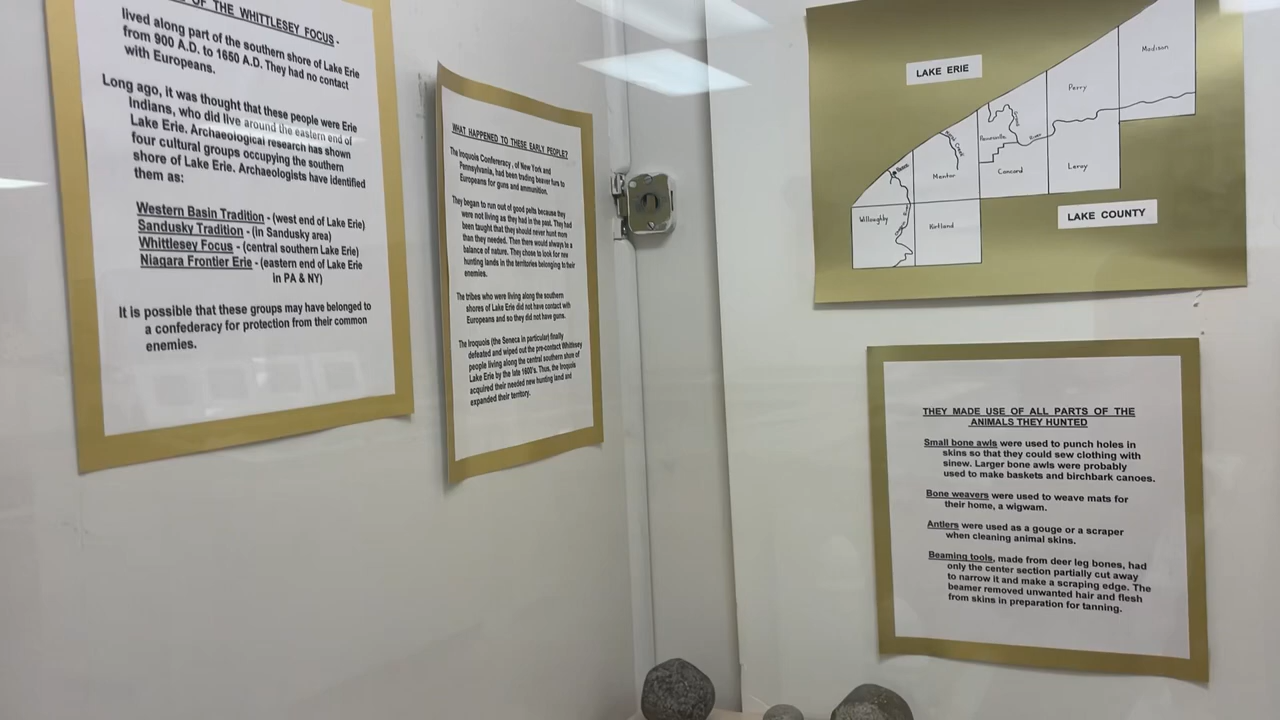 OF THE WHITTLESEY FOCUS -
lived along part of the southern shore of Lake Erie
from 900 A.D. to 1650 A.D. They had no contact
with Europeans.
Long ago, it was thought that these people were Erie
Indians, who did live around the eastern end of
Lake Erie. Archaeological research has shown
four cultural groups occupying the southern
shore of Lake Erie. Archaeologists have identified
them as:
Western Basin Tradition - (west end of Lake Erie)
Sandusky Tradition - (in Sandusky area)
Whittlesey Focus - (central southern Lake Erie)
Niagara Frontier Erie - (eastern end of Lake Erie
in PA & NY)
It is possible that these groups may have belonged to
a confederacy for protection from their common
enemies.
WHAT HAPPENED TO THESE EARLY PEOPLE?
The Iroquois Confereracy, of New York and
Pennsylvania, had been trading beaver furs to
Europeans for guns and ammunition.
They began to run out of good pelts because they
were not living as they had in the past. They had
been taught that they should never hunt more
than they needed. Then there would always be a
balance of nature. They chose to look for new
hunting lands in the territories belonging to their
enemies.
The tribes who were living along the southern
shores of Lake Erie did not have contact with
Europeans and so they did not have guns.
The Iroquois (the Seneca in particular) finally
defeated and wiped out the pre-contact Whittlesey
people living along the central southern shore of
Lake Erie by the late 1600's. Thus, the Iroquois
acquired their needed new hunting land and
expanded their territory.
LAKE ERIE
Madison
Perry
Painesville
River
Mentor
Concord
Leroy
Willoughby
Kirtland
LAKE COUNTY
THEY MADE USE OF ALL PARTS OF THE
ANIMALS THEY HUNTED
Small bone awls were used to punch holes in
skins so that they could sew clothing with
sinew. Larger bone awls were probably
used to make baskets and birchbark canoes.
Bone weavers were used to weave mats for
their home, a wigwam.
Antlers were used as a gouge or a scraper
when cleaning animal skins.
Beaming tools, made from deer leg bones, had
only the center section partially cut away
to narrow it and make a scraping edge. The
beamer removed unwanted hair and flesh
from skins in preparation for tanning.